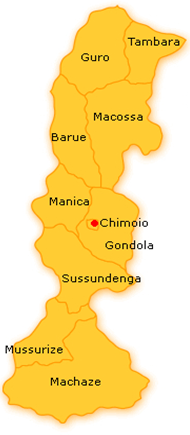 Tambara
Guro
Macossa
Barue
Manica
Chimoio
Gondola
Sussundenga
Mussurize
Machaze